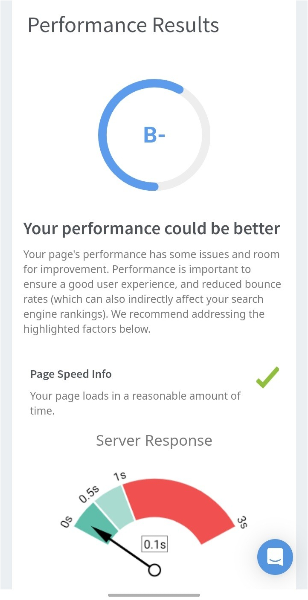 Performance Results
B-
Your performance could be better
Your page's performance has some issues and room
for improvement. Performance is important to
ensure a good user experience, and reduced bounce
rates (which can also indirectly affect your search
engine rankings). We recommend addressing the
highlighted factors below.
Page Speed Info
Your page loads in a reasonable amount of
time.
Server Response
0s
0.5s
1s
3s
0.1s